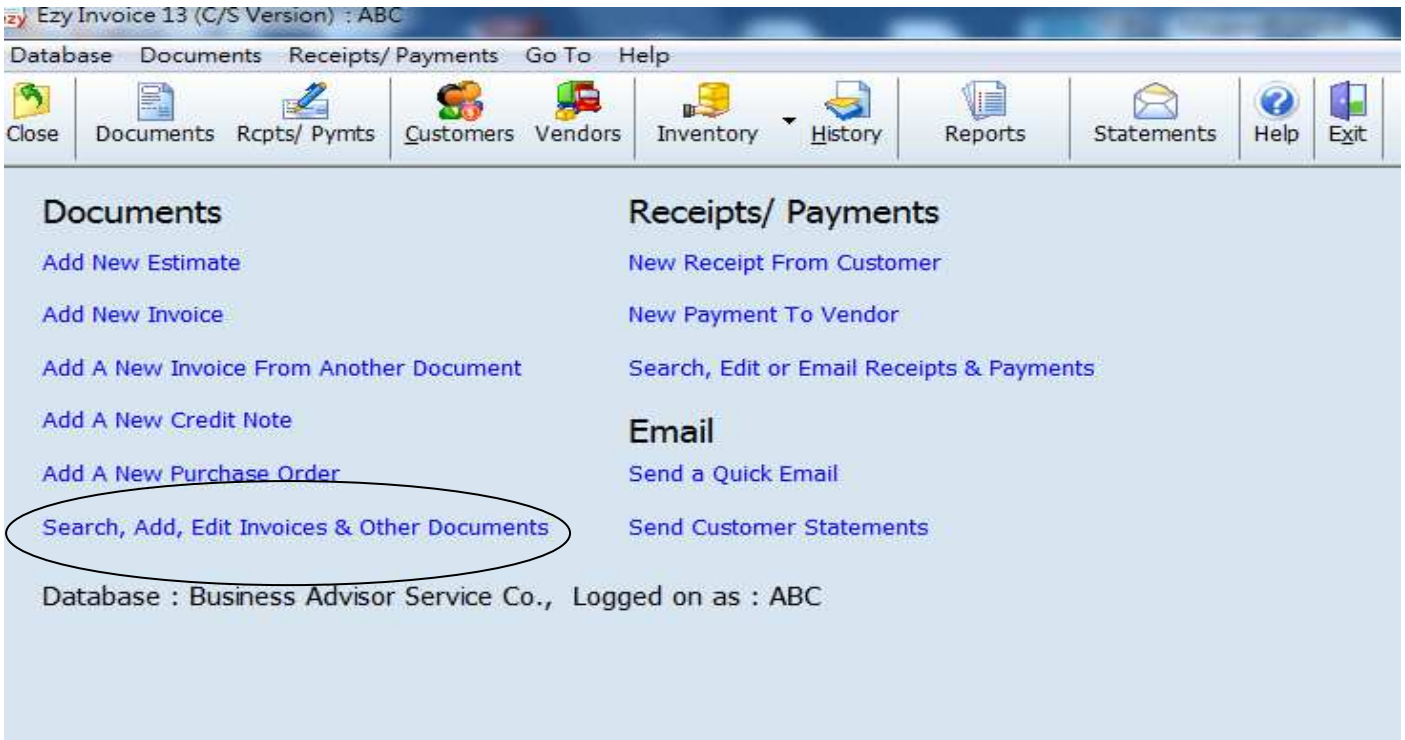 ezy Ezy Invoice 13 (C/S Version) : ABC
Database Documents Receipts/ Payments Go To Help
Close Documents Rcpts/ Pymts Customers Vendors Inventory History Reports Statements Help Exit
Documents
Add New Estimate
Add New Invoice
Add A New Invoice From Another Document
Add A New Credit Note
Add A New Purchase Order
Search, Add, Edit Invoices & Other Documents
Receipts/ Payments
New Receipt From Customer
New Payment To Vendor
Search, Edit or Email Receipts & Payments
Email
Send a Quick Email
Send Customer Statements
Database : Business Advisor Service Co., Logged on as : ABC